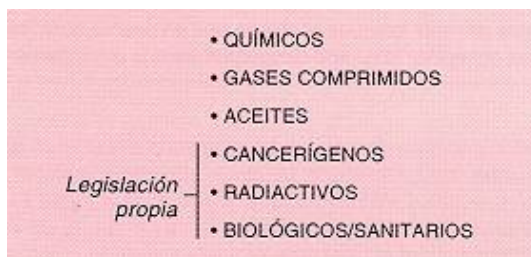 • QUÍMICOS
• GASES COMPRIMIDOS
• ACEITES
• CANCERÍGENOS
Legislación propia
• RADIACTIVOS
• BIOLÓGICOS/SANITARIOS